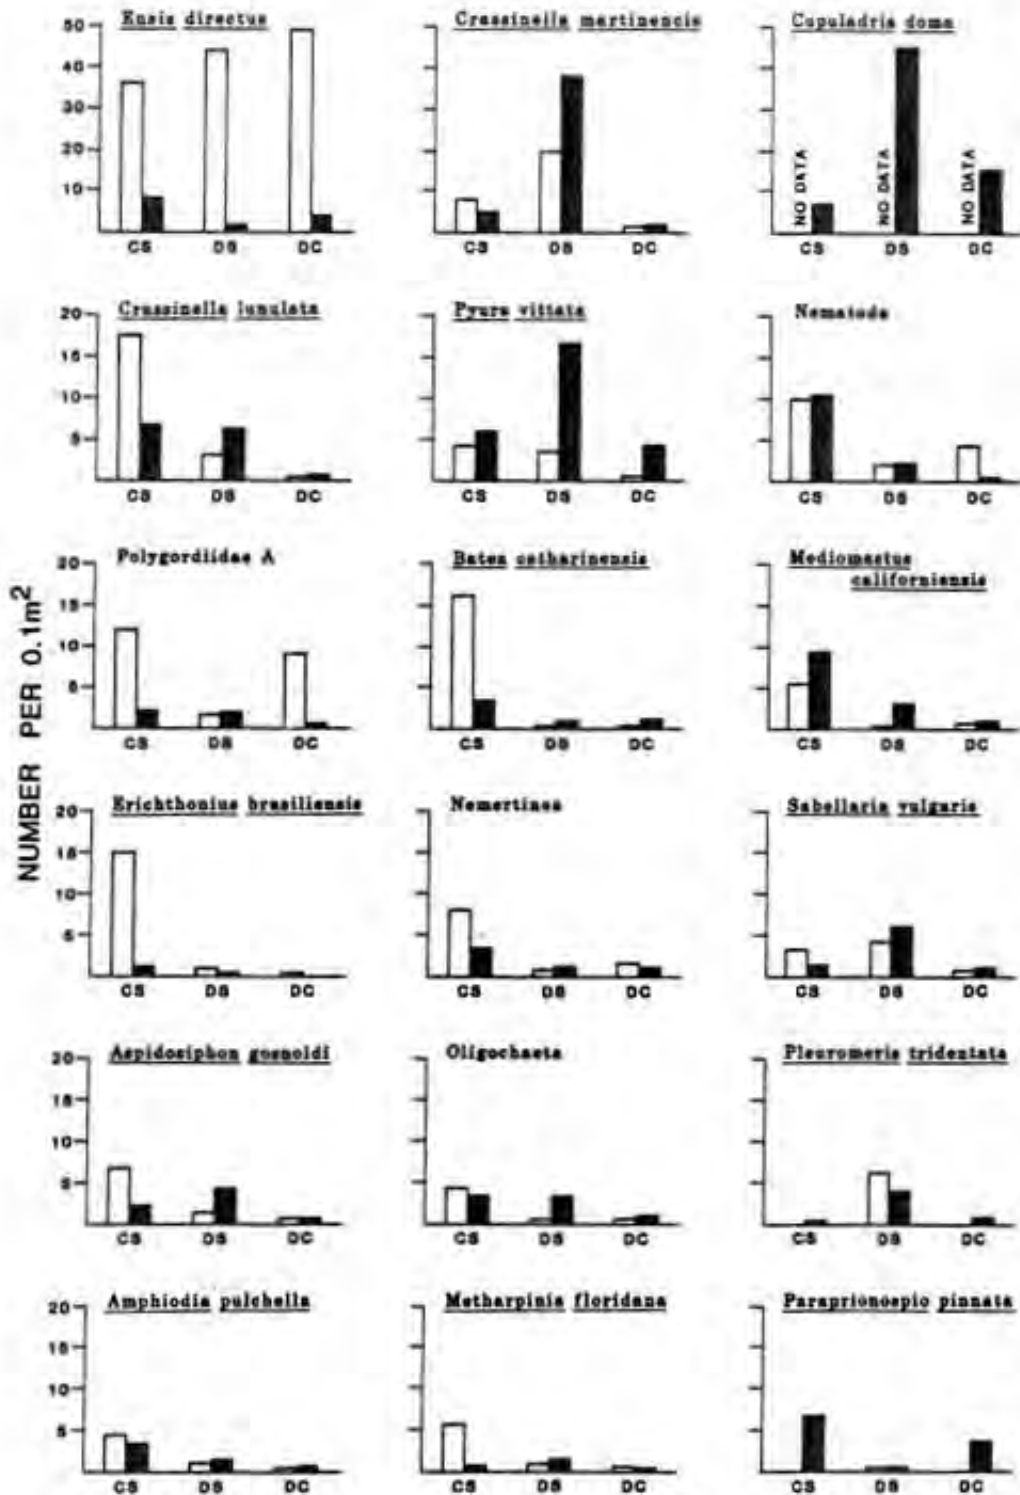 Ensis directus
Crassinella martinencis
Cupuladria doma
50
40
30
20
10
NO DATA
NO DATA
NO DATA
CS DS DC
CS DS DC
CS DS DC
Crassinella lunulata
Pyura vittata
Nematoda
20
15
10
5
CS DS DC
CS DS DC
CS DS DC
NUMBER PER 0.1m²
Polygordiidae A
Batea catharinensis
Mediomastus
californiensis
20
15
10
5
CS DS DC
CS DS DC
CS DS DC
Erichthonius brasiliensis
Nemertinea
Sabellaria vulgaris
20
15
10
5
CS DS DC
CS DS DC
CS DS DC
Aspidosiphon gosnoldi
Oligochaeta
Pleuromeris tridentata
20
15
10
5
CS DS DC
CS DS DC
CS DS DC
Amphiodia pulchella
Metharpinia floridana
Paraprionospio pinnata
20
15
10
5
CS DS DC
CS DS DC
CS DS DC